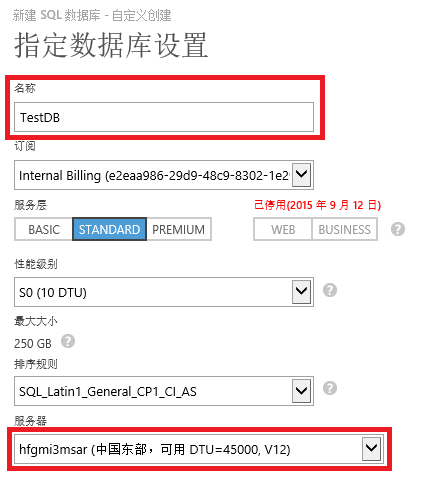 新建 SQL 数据库 - 自定义创建
指定数据库设置
名称
TestDB
订阅
Internal Billing (e2eaa986-29d9-48c9-8302-1e2
服务层
已停用(2015 年 9 月 12 日)
BASIC STANDARD PREMIUM WEB BUSINESS ?
性能级别
S0 (10 DTU) ?
最大大小
250 GB ?
排序规则
SQL_Latin1_General_CP1_CI_AS ?
服务器
hfgmi3msar (中国东部，可用 DTU=45000, V12)